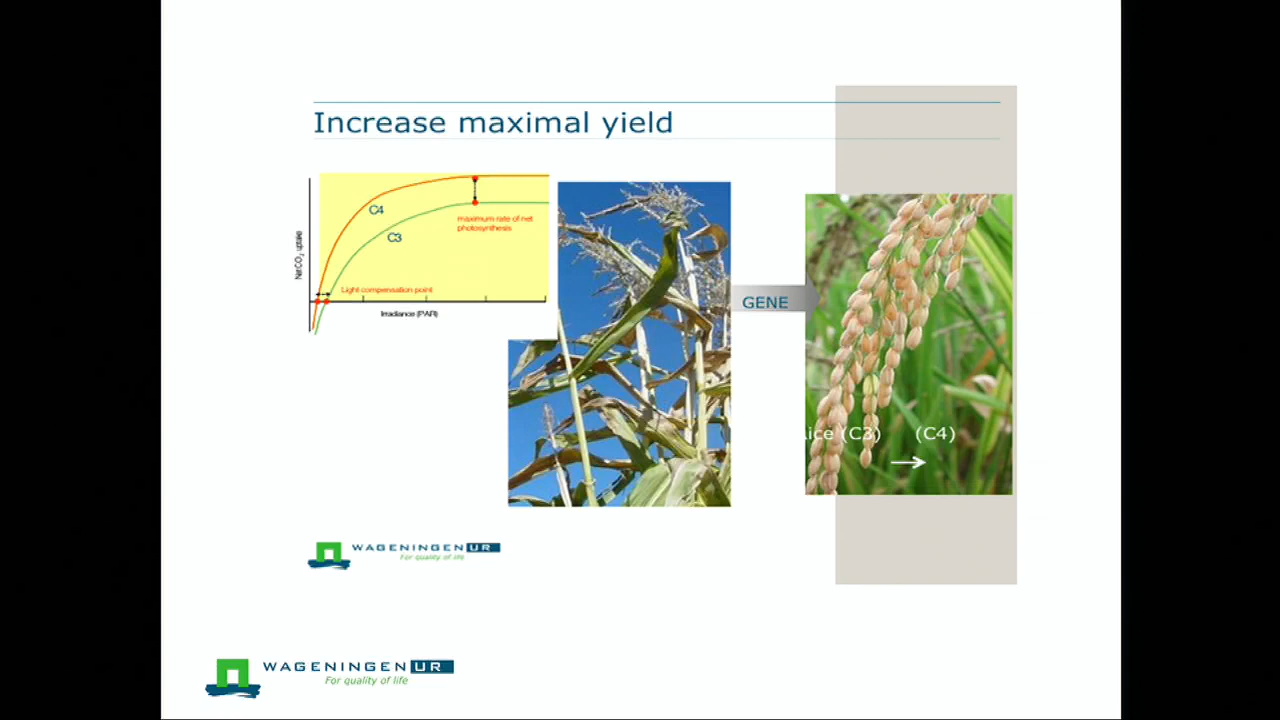 Increase maximal yield
C4
C3
maximum rate of net
photosynthesis
Net CO2 uptake
Light compensation point
Irradiance (PAR)
GENE
(C3) (C4)
WAGENINGEN UR
For quality of life
WAGENINGEN UR
For quality of life